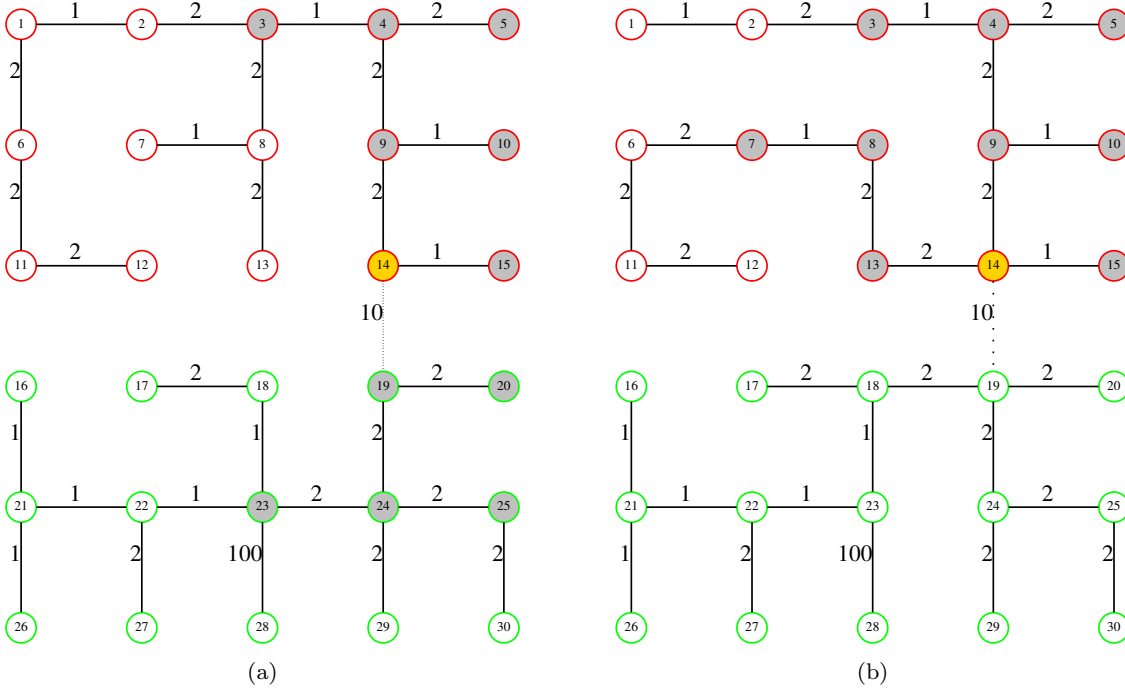 1 2 2 1 2 1 2 2 1 2
1 2 3 4 5 1 2 3 4 5
2 2 2 2
1 2 1 1
6 7 8 9 10 6 7 8 9 10
2 2 2 2 2 2
2 1 2 2 1
11 12 13 14 15 11 12 13 14 15
10 10
2 2 2 2 2
16 17 18 19 20 16 17 18 19 20
1 1 2 1 1 2
1 1 2 2 1 1 2
21 22 23 24 25 21 22 23 24 25
1 2 100 2 2 1 2 100 2 2
26 27 28 29 30 26 27 28 29 30
(a) (b)